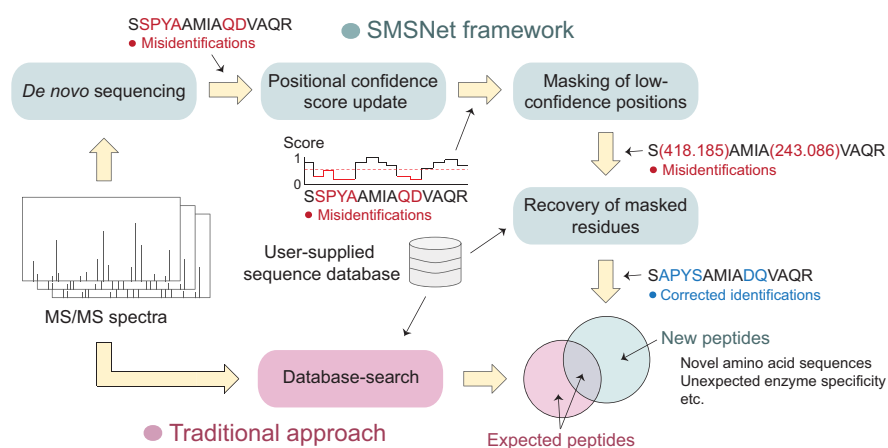 SSPYAAMIAQDVAQR
● Misidentifications
SMSNet framework
De novo sequencing
Positional confidence
score update
Masking of low-
confidence positions
Score
1
0
SSPYAAMIAQDVAQR
● Misidentifications
S(418.185)AMIA(243.086)VAQR
● Misidentifications
Recovery of masked
residues
User-supplied
sequence database
SAPYSAMIADQVAQR
● Corrected identifications
MS/MS spectra
Database-search
New peptides
Novel amino acid sequences
Unexpected enzyme specificity
etc.
Traditional approach
Expected peptides